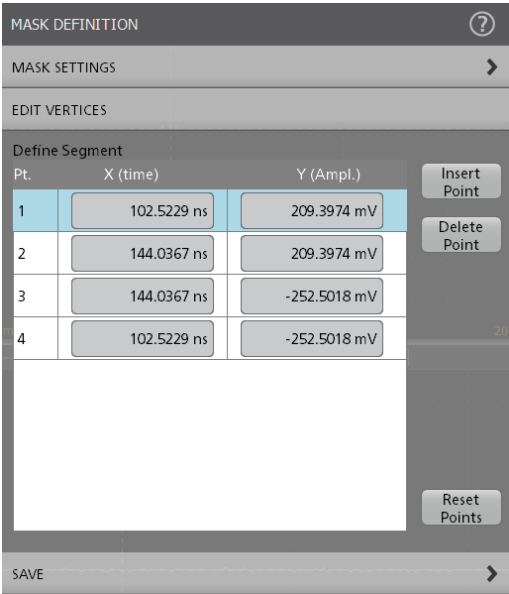 MASK DEFINITION ?
MASK SETTINGS
EDIT VERTICES
Define Segment
Pt. X (time) Y (Ampl.)
1 102.5229 ns 209.3974 mV
2 144.0367 ns 209.3974 mV
3 144.0367 ns -252.5018 mV
4 102.5229 ns -252.5018 mV
Insert
Point
Delete
Point
m
20
Reset
Points
SAVE